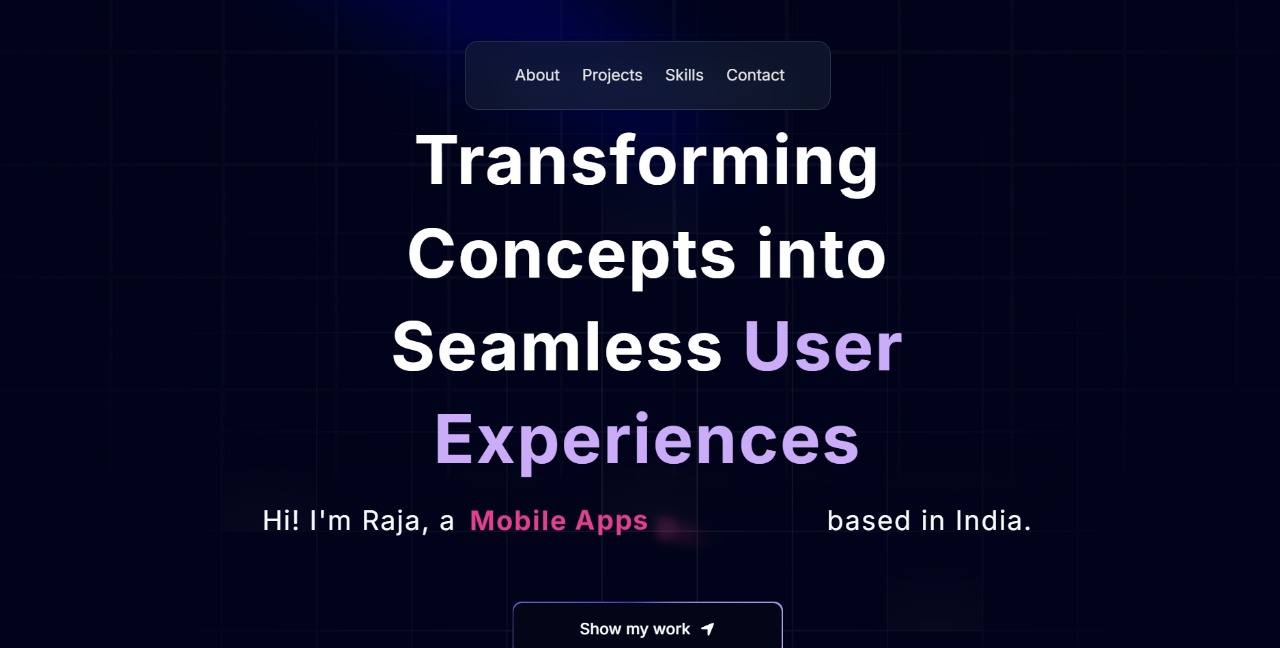 About Projects Skills Contact
Transforming
Concepts into
Seamless User
Experiences
Hi! I'm Raja, a Mobile Apps based in India.
Show my work